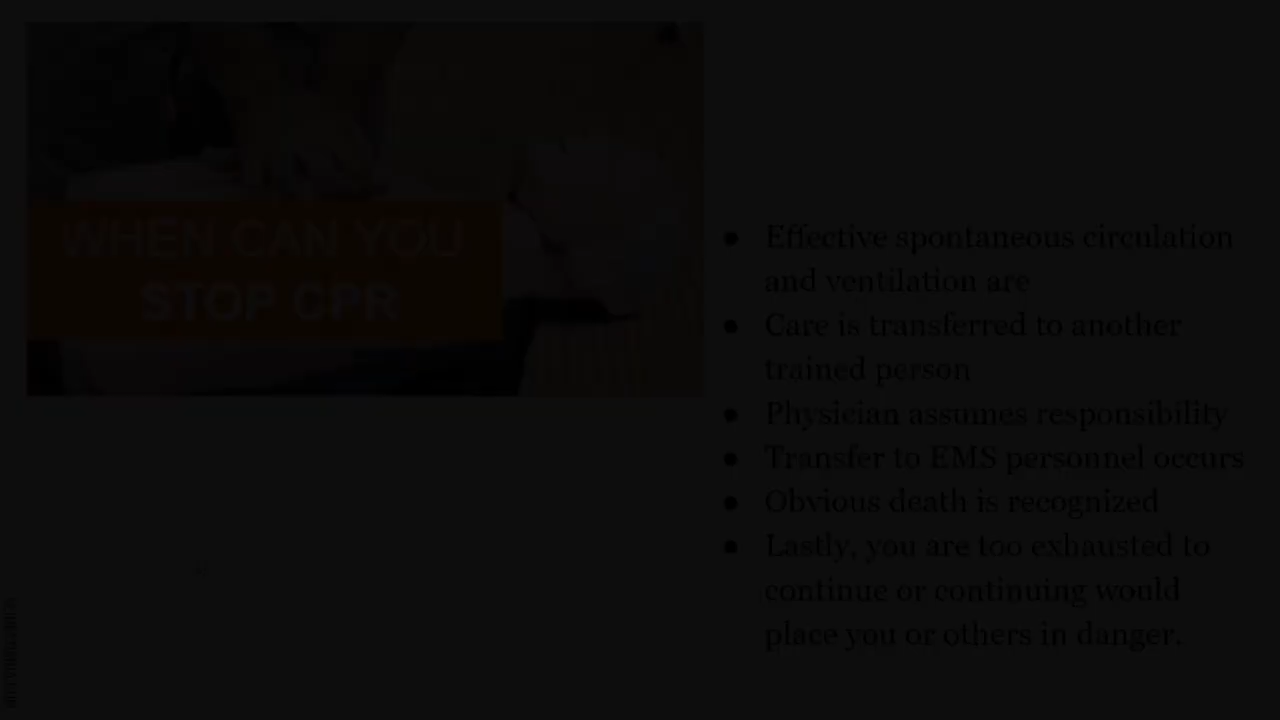 WHEN CAN YOU
STOP CPR
● Effective spontaneous circulation
and ventilation are
● Care is transferred to another
trained person
● Physician assumes responsibility
● Transfer to EMS personnel occurs
● Obvious death is recognized
● Lastly, you are too exhausted to
continue or continuing would
place you or others in danger.